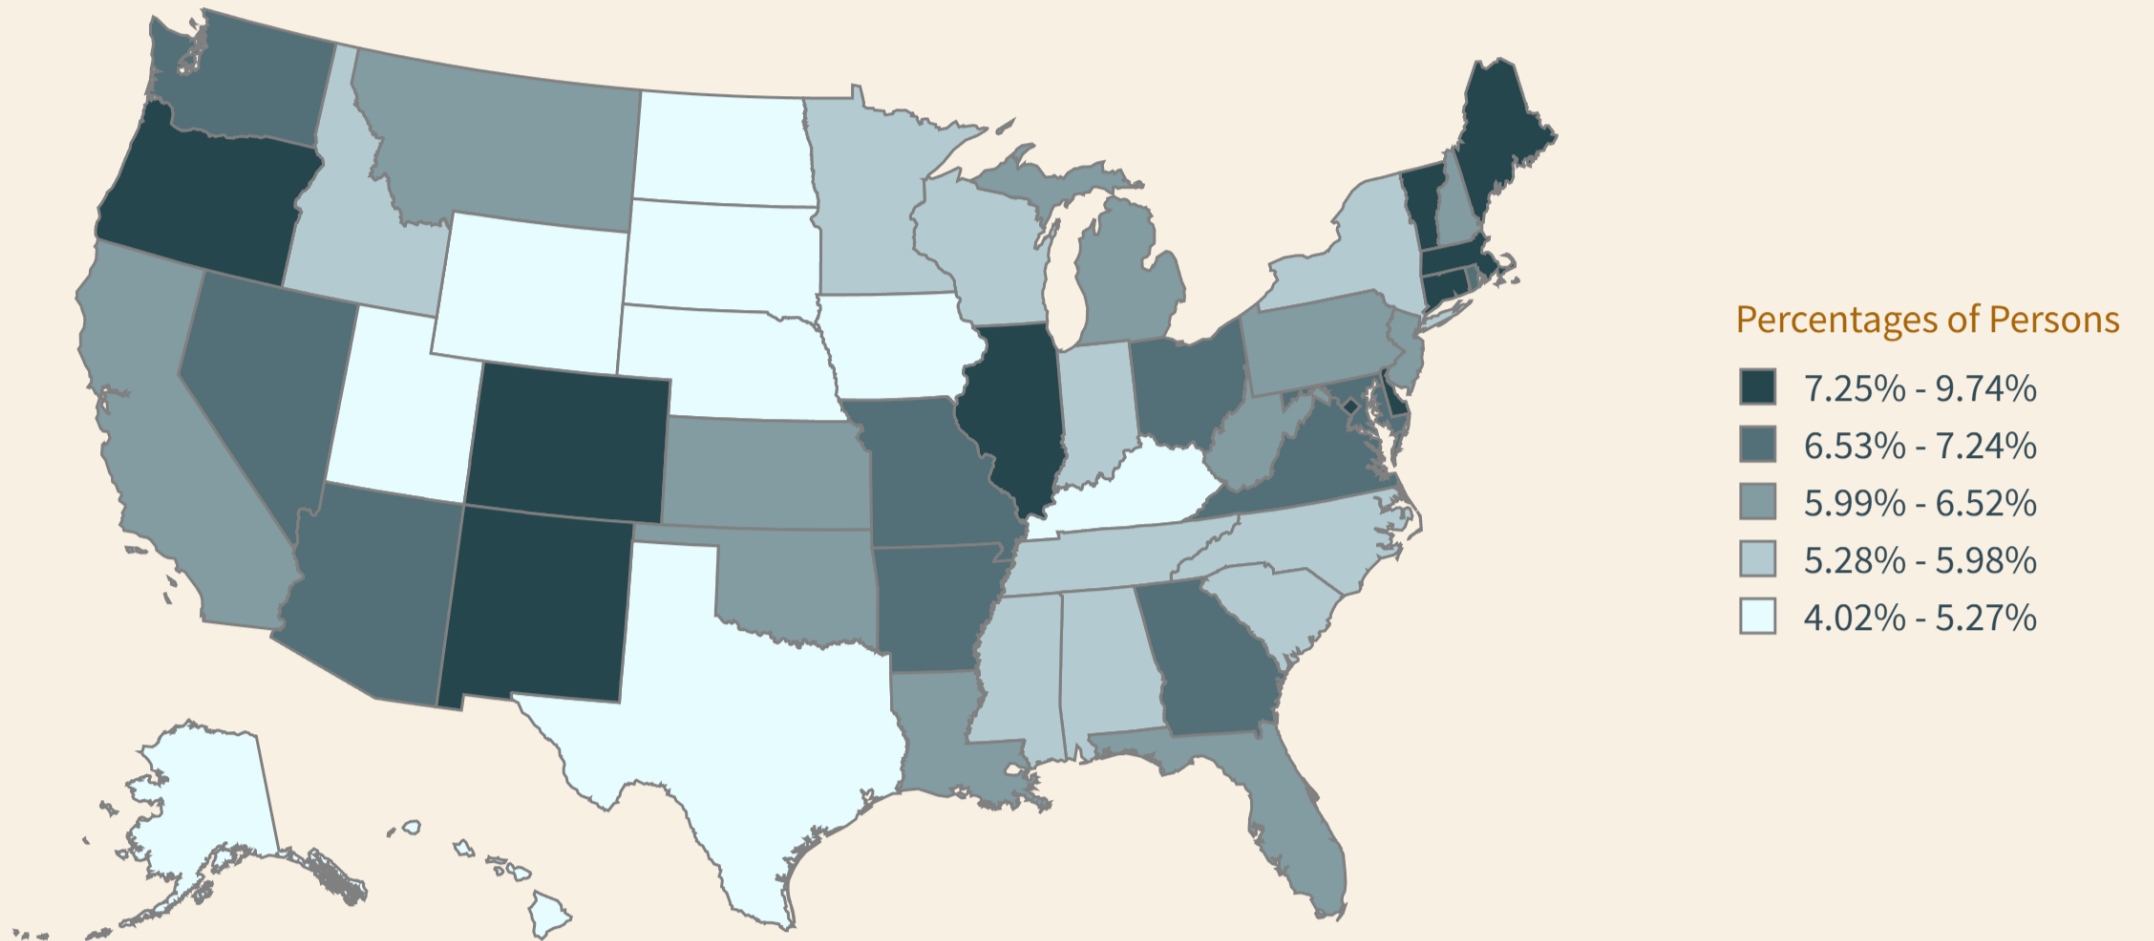 Percentages of Persons
7.25% - 9.74%
6.53% - 7.24%
5.99% - 6.52%
5.28% - 5.98%
4.02% - 5.27%